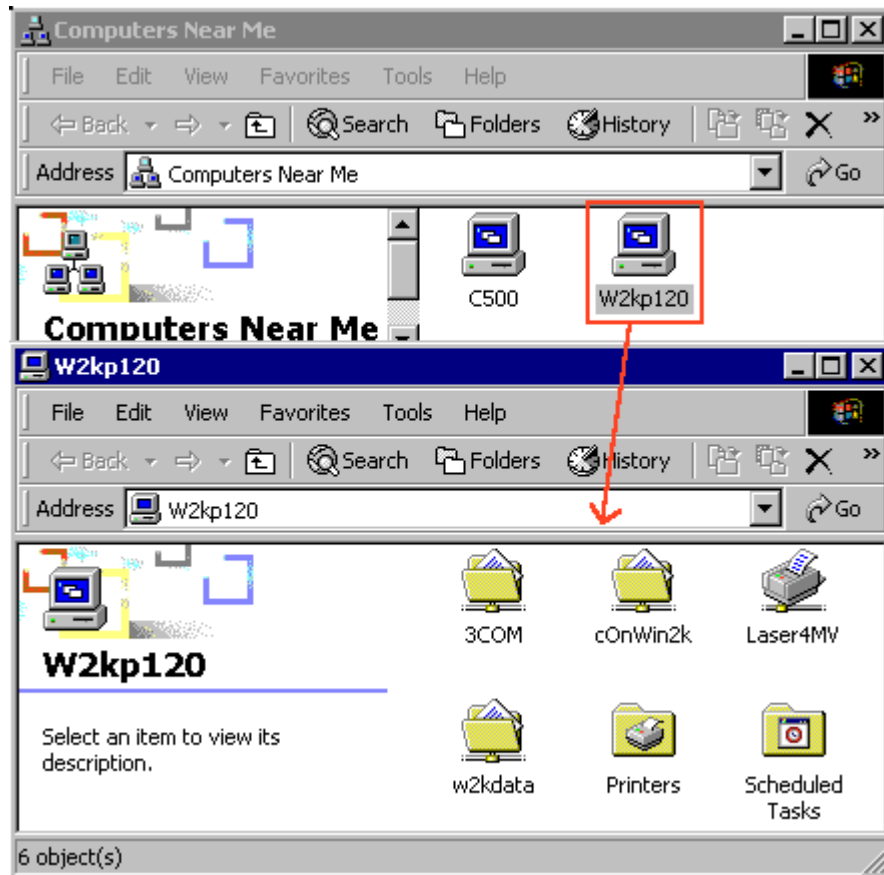 Computers Near Me
File Edit View Favorites Tools Help
Back Search Folders History »
Address Computers Near Me Go
C500 W2kp120
Computers Near Me
W2kp120
File Edit View Favorites Tools Help
Back Search Folders History »
Address W2kp120 Go
3COM cOnWin2k Laser4MV
W2kp120
Select an item to view its
description.
w2kdata Printers Scheduled
Tasks
6 object(s)